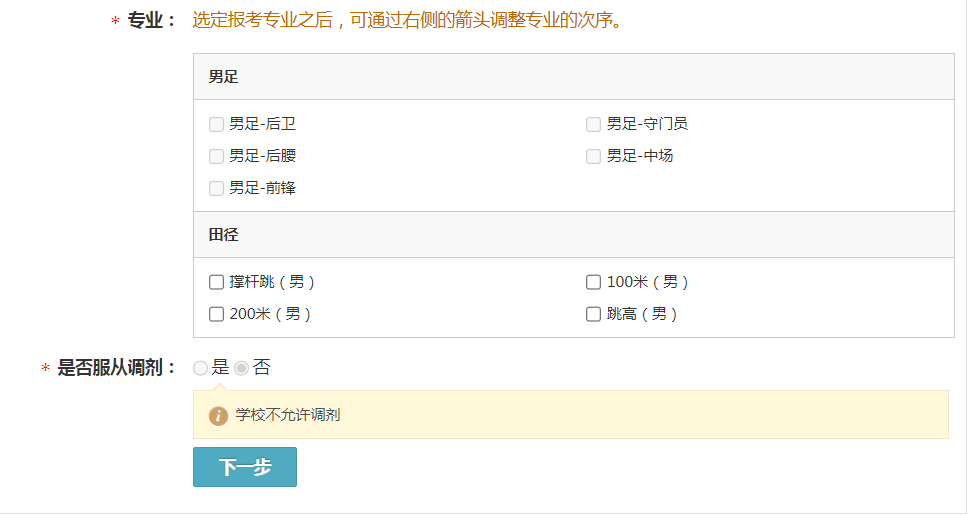 * 专业： 选定报考专业之后，可通过右侧的箭头调整专业的次序。
男足
男足-后卫 男足-守门员
男足-后腰 男足-中场
男足-前锋
田径
撑杆跳（男） 100米（男）
200米（男） 跳高（男）
* 是否服从调剂： 是 否
i 学校不允许调剂
下一步